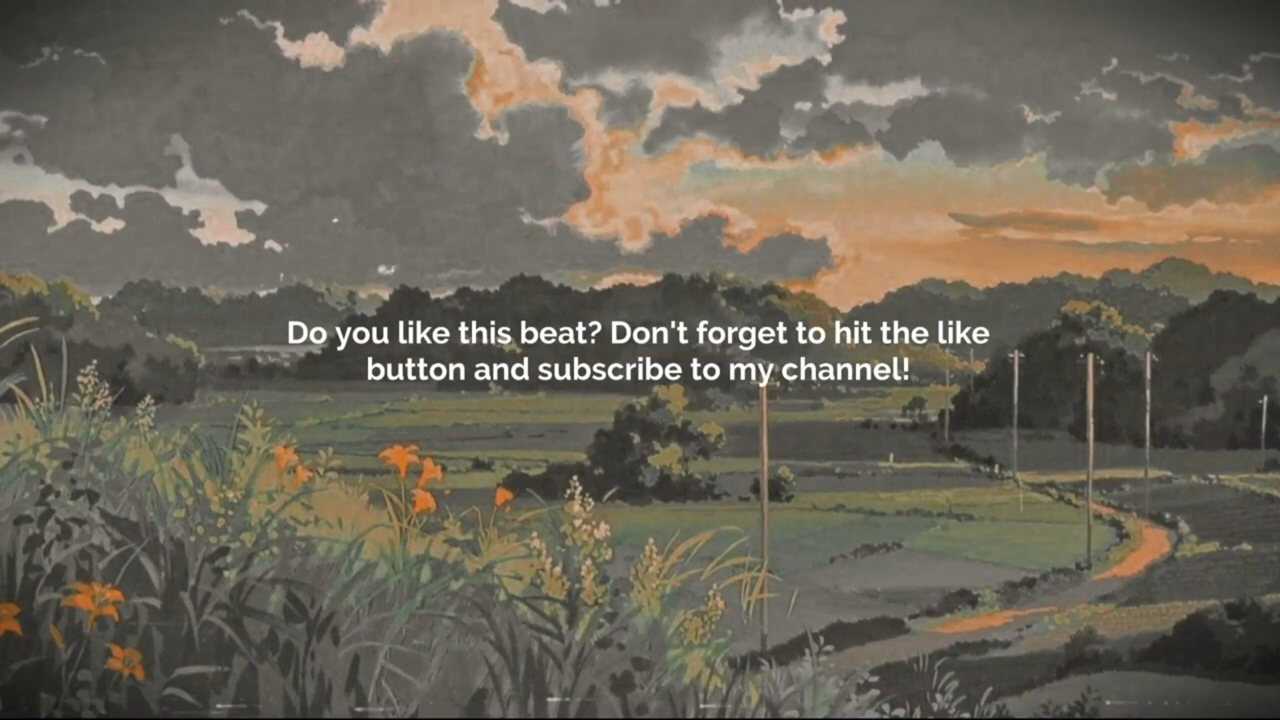 Do you like this beat? Don't forget to hit the like
button and subscribe to my channel!